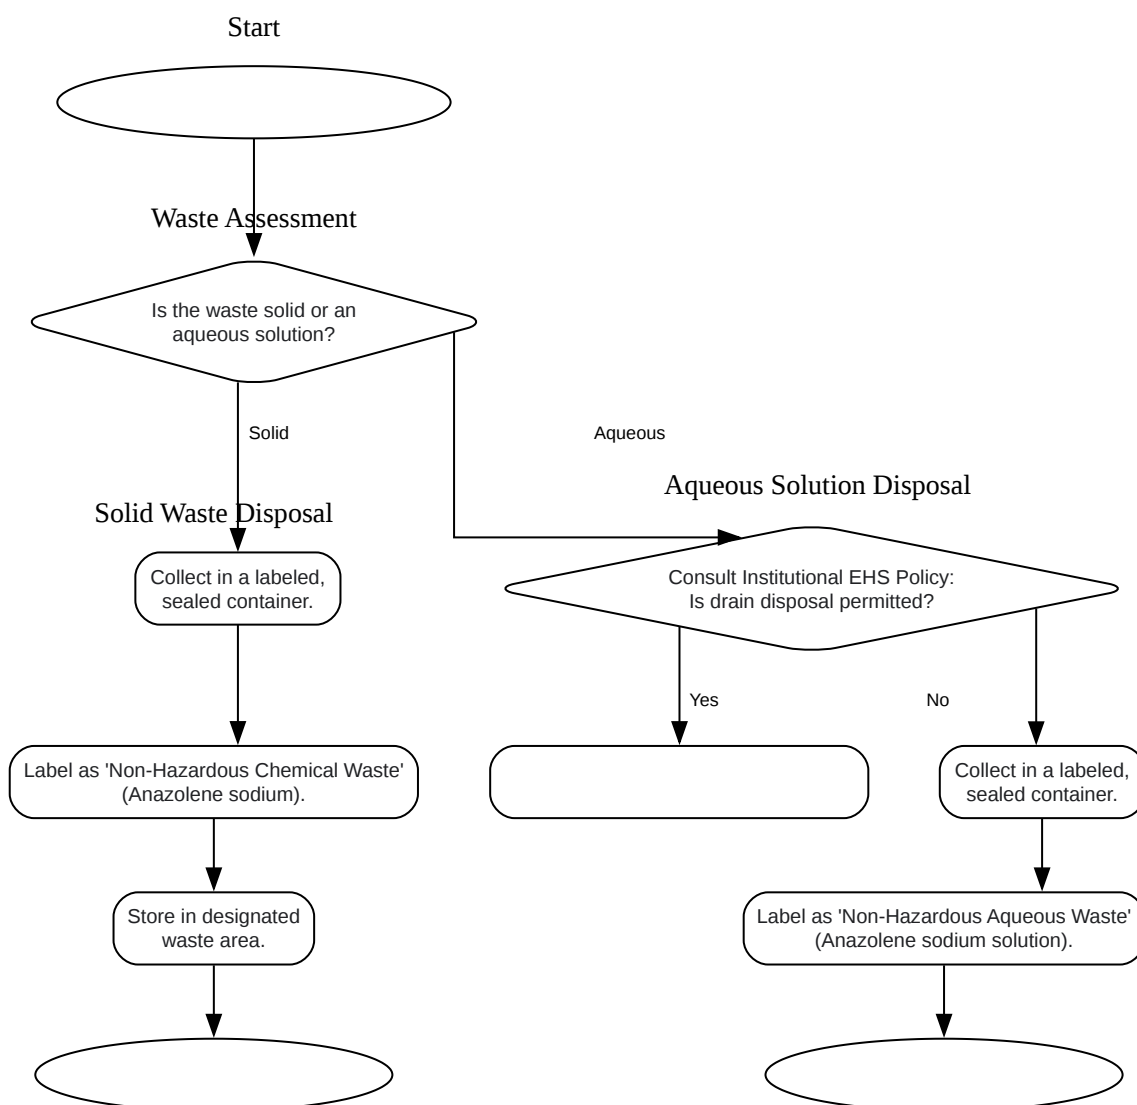 Start
Waste Assessment
Is the waste solid or an
aqueous solution?
Solid
Aqueous
Solid Waste Disposal
Collect in a labeled,
sealed container.
Label as 'Non-Hazardous Chemical Waste'
(Anazolene sodium).
Store in designated
waste area.
Aqueous Solution Disposal
Consult Institutional EHS Policy:
Is drain disposal permitted?
Yes
No
Collect in a labeled,
sealed container.
Label as 'Non-Hazardous Aqueous Waste'
(Anazolene sodium solution).